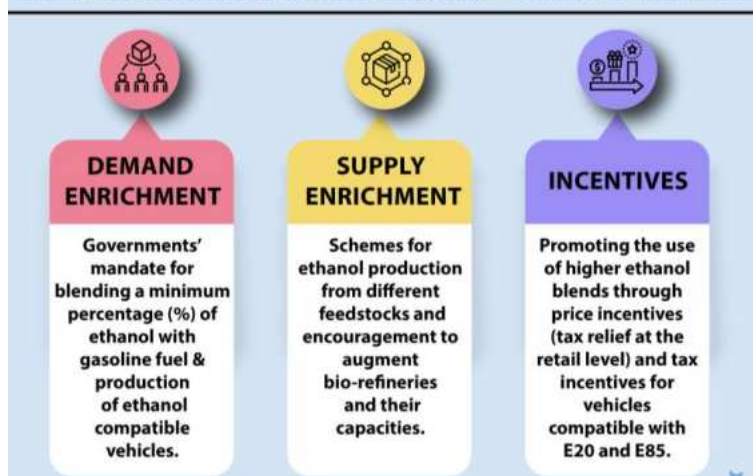 DEMAND
ENRICHMENT
Governments'
mandate for
blending a minimum
percentage (%) of
ethanol with
gasoline fuel &
production
of ethanol
compatible
vehicles.
SUPPLY
ENRICHMENT
Schemes for
ethanol production
from different
feedstocks and
encouragement to
augment
bio-refineries
and their
capacities.
INCENTIVES
Promoting the use
of higher ethanol
blends through
price incentives
(tax relief at the
retail level) and tax
incentives for
vehicles
compatible with
E20 and E85.